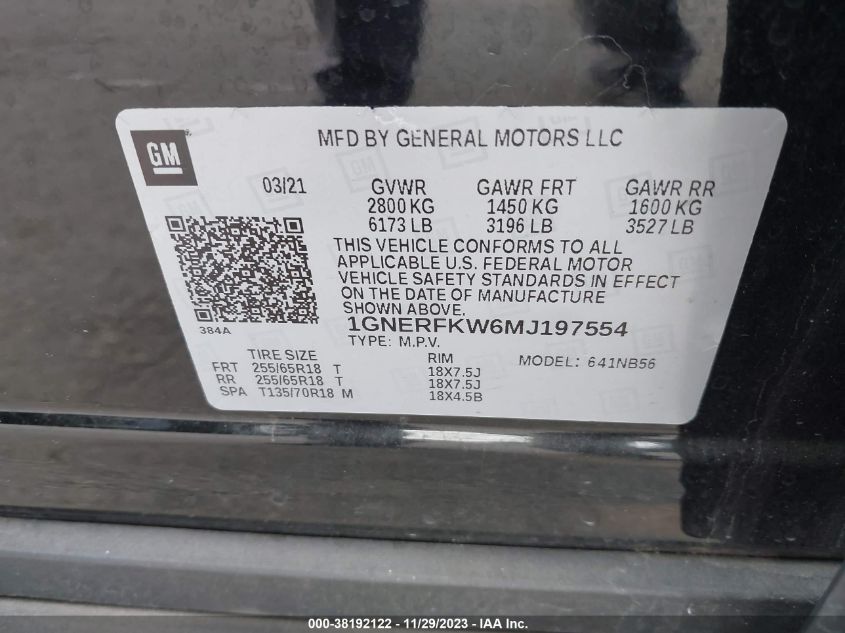 GM
MFD BY GENERAL MOTORS LLC
03/21 GVWR GAWR FRT GAWR RR
2800 KG 1450 KG 1600 KG
6173 LB 3196 LB 3527 LB
THIS VEHICLE CONFORMS TO ALL
APPLICABLE U.S. FEDERAL MOTOR
VEHICLE SAFETY STANDARDS IN EFFECT
ON THE DATE OF MANUFACTURE
SHOWN ABOVE.
384A
1GNERFKW6MJ197554
TYPE: M.P.V.
TIRE SIZE RIM MODEL: 641NB56
FRT 255/65R18 T 18X7.5J
RR 255/65R18 T 18X7.5J
SPA T135/70R18 M 18X4.5B
000-38192122 - 11/29/2023 - IAA Inc.